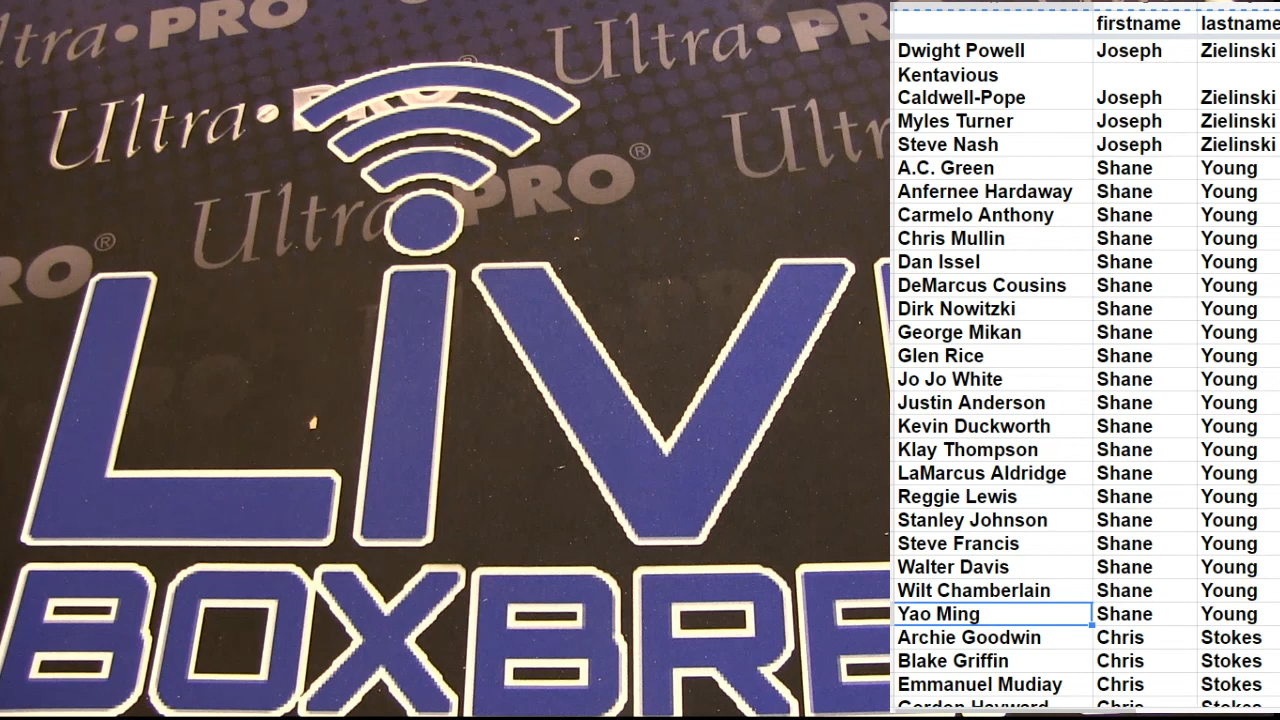 Ultra•PRO
Ultra•PR
Ultra•PRO
Ultra
Ultra PRO®
RO®
LiV
BOXBRE
firstname lastname
Dwight Powell Joseph Zielinski
Kentavious
Caldwell-Pope Joseph Zielinski
Myles Turner Joseph Zielinski
Steve Nash Joseph Zielinski
A.C. Green Shane Young
Anfernee Hardaway Shane Young
Carmelo Anthony Shane Young
Chris Mullin Shane Young
Dan Issel Shane Young
DeMarcus Cousins Shane Young
Dirk Nowitzki Shane Young
George Mikan Shane Young
Glen Rice Shane Young
Jo Jo White Shane Young
Justin Anderson Shane Young
Kevin Duckworth Shane Young
Klay Thompson Shane Young
LaMarcus Aldridge Shane Young
Reggie Lewis Shane Young
Stanley Johnson Shane Young
Steve Francis Shane Young
Walter Davis Shane Young
Wilt Chamberlain Shane Young
Yao Ming Shane Young
Archie Goodwin Chris Stokes
Blake Griffin Chris Stokes
Emmanuel Mudiay Chris Stokes
Gordon Hayward Chris Stokes